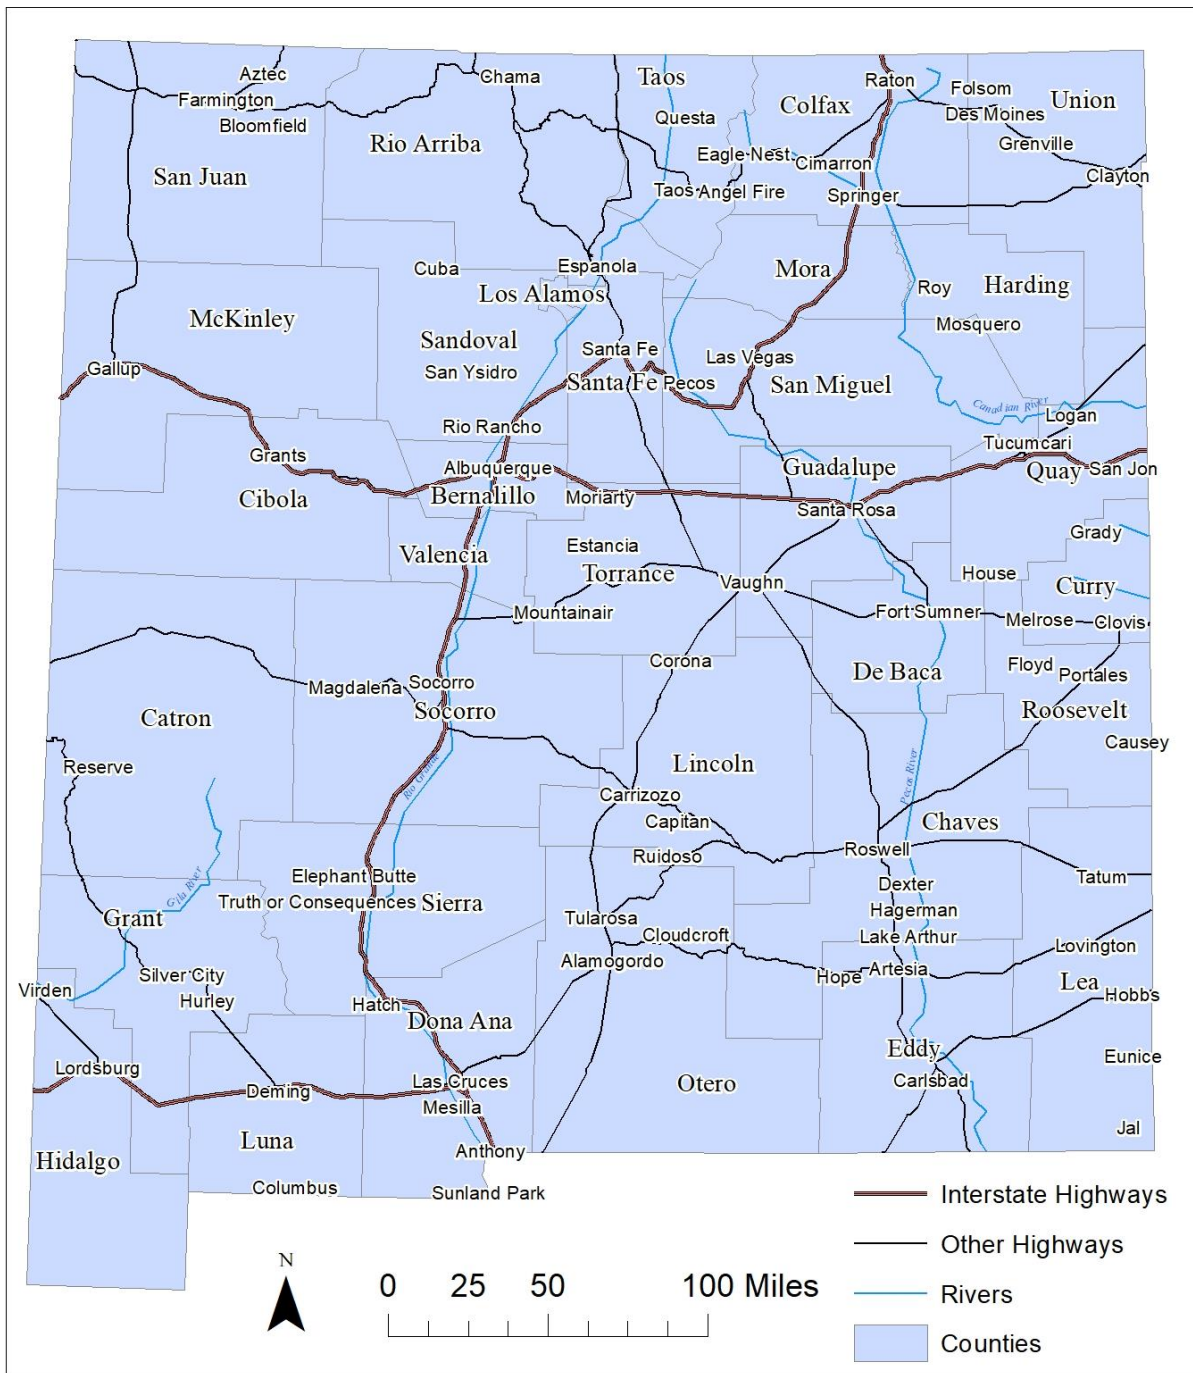 Aztec
Chama
Taos
Raton
Folsom
Farmington
Colfax
Union
Bloomfield
Questa
Des Moines
Rio Arriba
Grenville
Eagle Nest
Cimarron
San Juan
Clayton
Taos
Angel Fire
Springer
Cuba
Espanola
Mora
Los Alamos
Roy
Harding
McKinley
Mosquero
Sandoval
Santa Fe
Las Vegas
Gallup
San Ysidro
Santa Fe
Pecos
San Miguel
Canadian River
Logan
Rio Rancho
Tucumcari
Grants
Albuquerque
Guadalupe
Quay
San Jon
Cibola
Bernalillo
Moriarty
Santa Rosa
Grady
Valencia
Estancia
Torrance
Vaughn
House
Curry
Mountainair
Fort Sumner
Melrose
Clovis
Corona
De Baca
Floyd
Portales
Magdalena
Socorro
Catron
Socorro
Roosevelt
Causey
Reserve
Rio Grande
Lincoln
Pecos River
Carrizozo
Capitan
Chaves
Ruidoso
Roswell
Elephant Butte
Tatum
Gila River
Truth or Consequences
Sierra
Dexter
Grant
Tularosa
Hagerman
Cloudcroft
Lake Arthur
Lovington
Silver City
Alamogordo
Hope
Artesia
Lea
Virden
Hurley
Hatch
Hobbs
Dona Ana
Eddy
Lordsburg
Eunice
Deming
Las Cruces
Otero
Carlsbad
Mesilla
Luna
Jal
Hidalgo
Anthony
Columbus
Sunland Park
Interstate Highways
Other Highways
N
0 25 50 100 Miles
Rivers
Counties